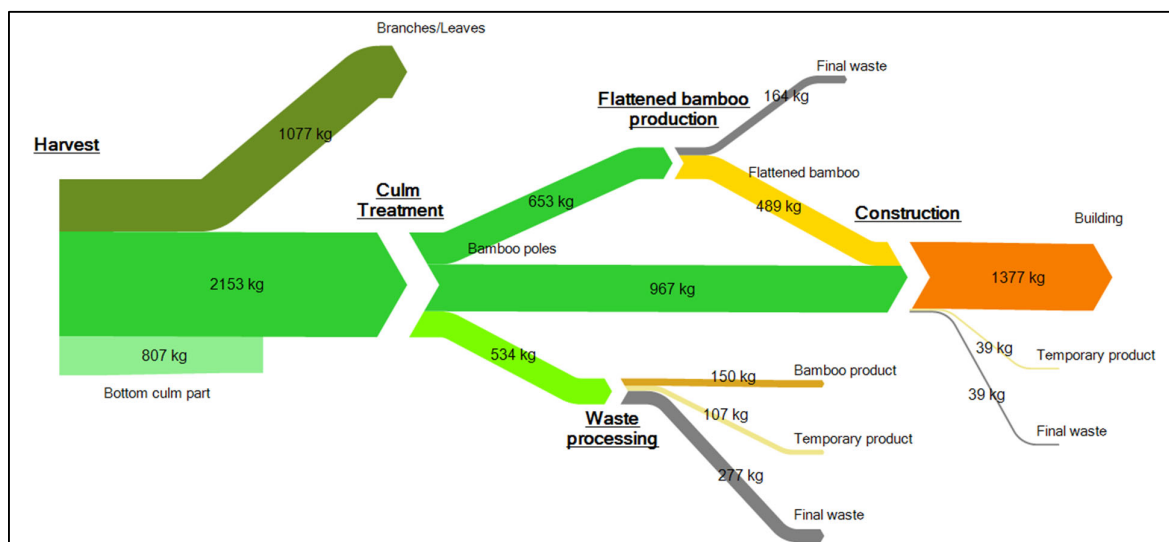 Branches/Leaves
Final waste
164 kg
Flattened bamboo
production
1077 kg
Harvest
Flattened bamboo
489 kg
Culm
Treatment
653 kg
Construction
Building
Bamboo poles
2153 kg
967 kg
1377 kg
807 kg
534 kg
39 kg
Temporary product
Bottom culm part
150 kg
Bamboo product
39 kg
107 kg
Waste
processing
Temporary product
Final waste
277 kg
Final waste